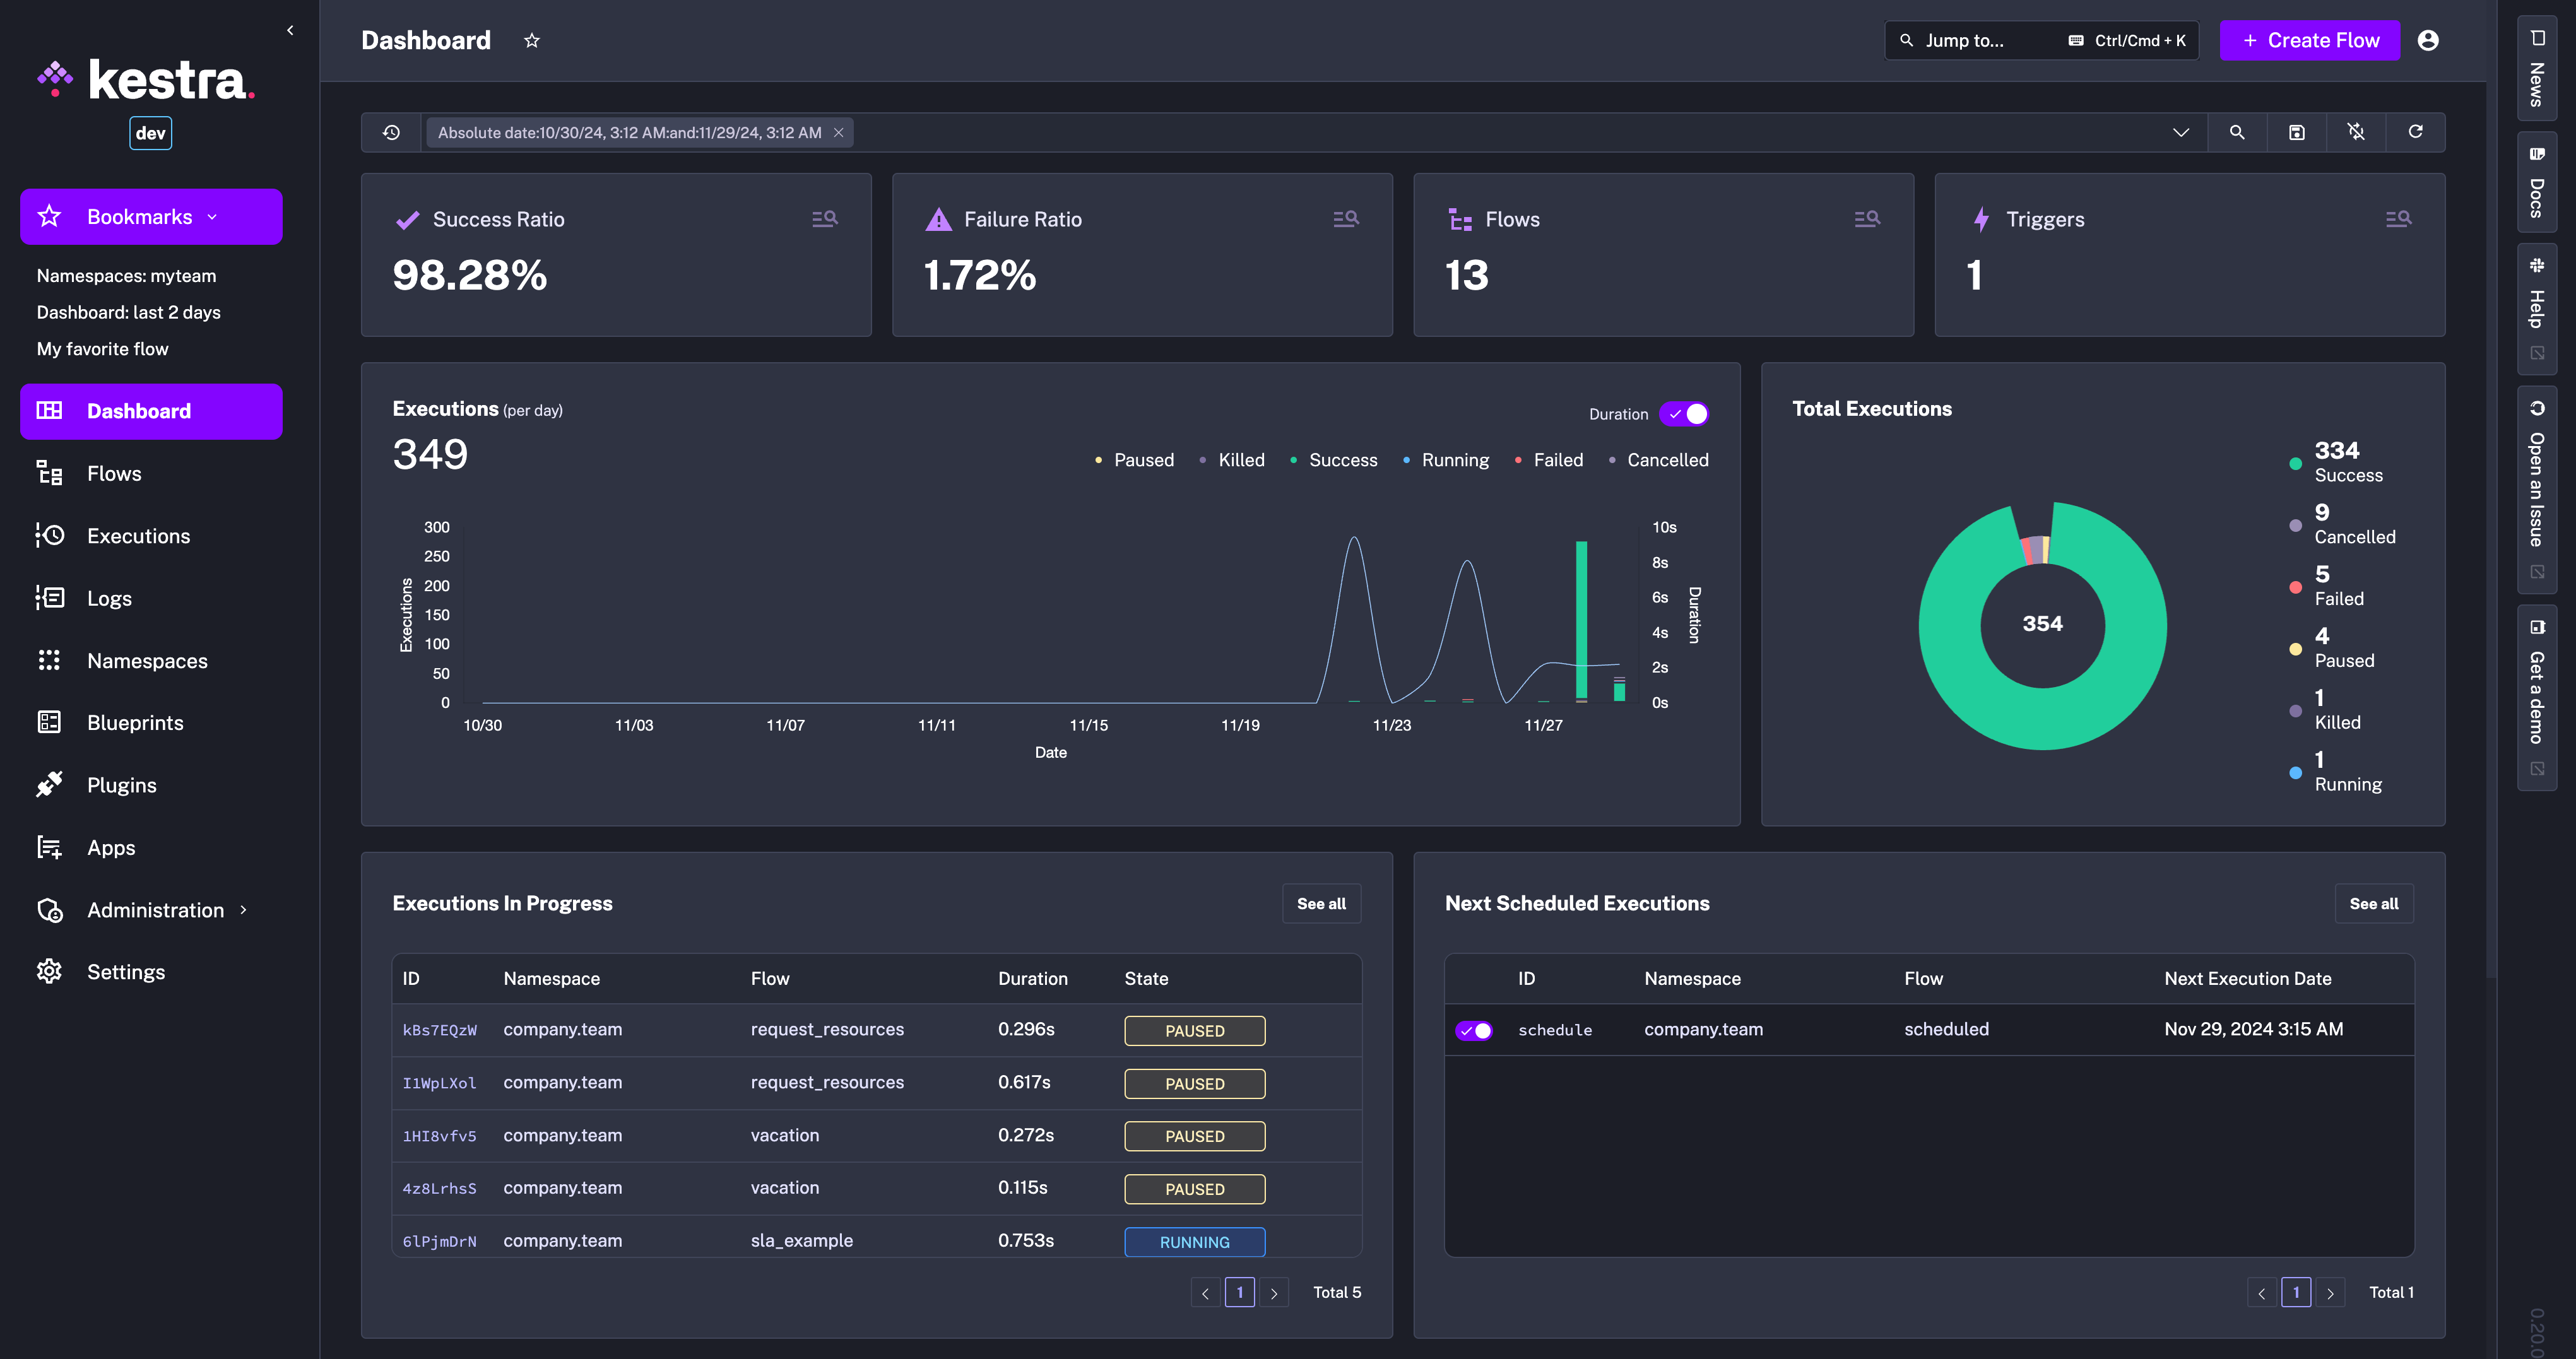 kestra.
dev
Bookmarks
Namespaces: myteam
Dashboard: last 2 days
My favorite flow
Dashboard
Flows
Executions
Logs
Namespaces
Blueprints
Plugins
Apps
Administration
Settings
Dashboard
Jump to...
Ctrl/Cmd + K
+ Create Flow
Absolute date:10/30/24, 3:12 AM:and:11/29/24, 3:12 AM
Success Ratio
98.28%
Failure Ratio
1.72%
Flows
13
Triggers
1
Executions (per day)
349
Duration
Paused Killed Success Running Failed Cancelled
Executions
300
250
200
150
100
50
0
10s
8s
6s
4s
2s
0s
Duration
10/30 11/03 11/07 11/11 11/15 11/19 11/23 11/27
Date
Total Executions
354
334
Success
9
Cancelled
5
Failed
4
Paused
1
Killed
1
Running
Executions In Progress
See all
ID Namespace Flow Duration State
kBs7EQzW company.team request_resources 0.296s PAUSED
I1WpLXol company.team request_resources 0.617s PAUSED
1HI8vfv5 company.team vacation 0.272s PAUSED
4z8LrhsS company.team vacation 0.115s PAUSED
6lPjmDrN company.team sla_example 0.753s RUNNING
1
Total 5
Next Scheduled Executions
See all
ID Namespace Flow Next Execution Date
schedule company.team scheduled Nov 29, 2024 3:15 AM
1
Total 1
News
Docs
Help
Open an Issue
Get a demo
0.20.0